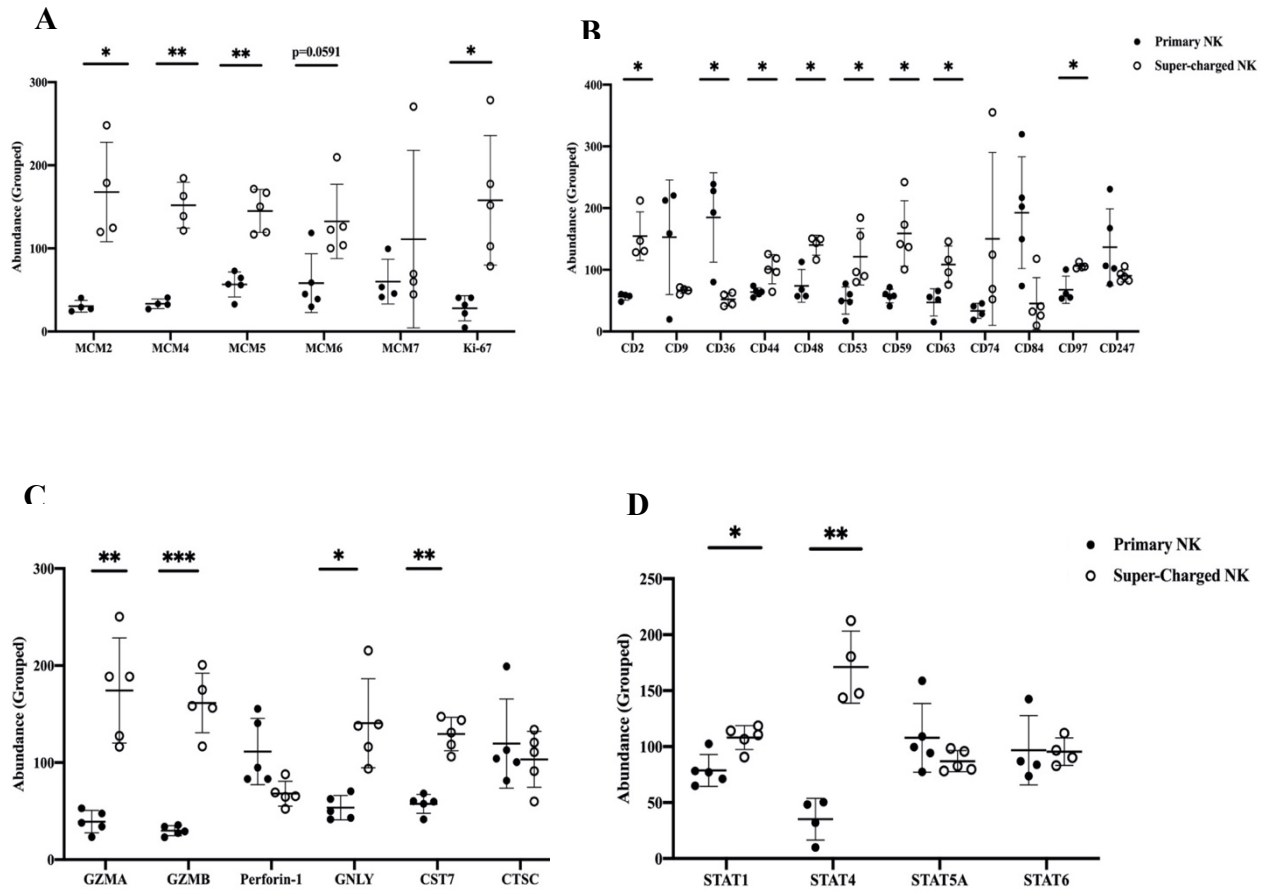 A
* ** ** p=0.0591 *
300
200
100
0
Abundance (Grouped)
MCM2 MCM4 MCM5 MCM6 MCM7 Ki-67
B
Primary NK
Super-charged NK
* * * * * * * *
400
300
200
100
0
Abundance (Grouped)
CD2 CD9 CD36 CD44 CD48 CD53 CD59 CD63 CD74 CD84 CD97 CD247
C
** *** * **
300
200
100
0
Abundance (Grouped)
GZMA GZMB Perforin-1 GNLY CST7 CTSC
D
Primary NK
Super-Charged NK
* **
250
200
150
100
50
0
Abundance (Grouped)
STAT1 STAT4 STAT5A STAT6